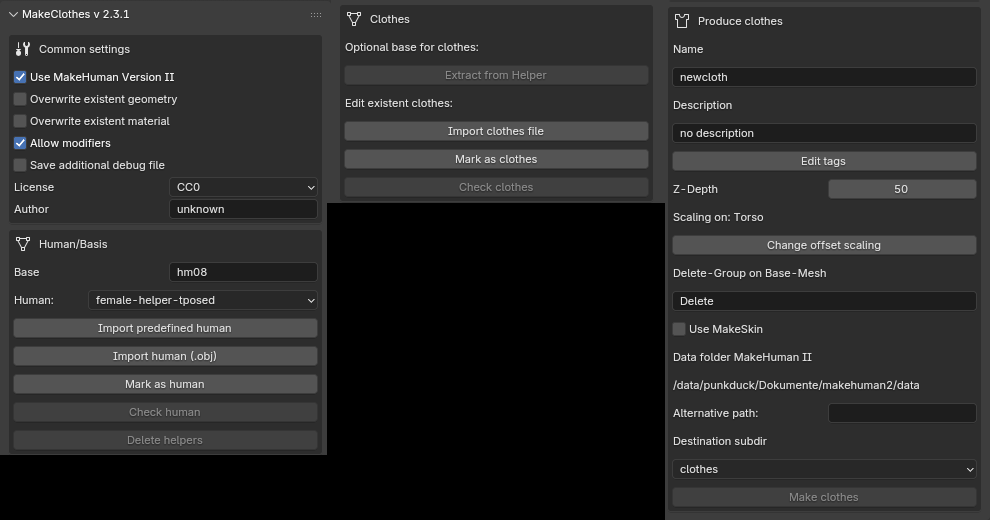 MakeClothes v 2.3.1
Common settings
Use MakeHuman Version II
Overwrite existent geometry
Overwrite existent material
Allow modifiers
Save additional debug file
License CC0
Author unknown
Human/Basis
Base hm08
Human: female-helper-tposed
Import predefined human
Import human (.obj)
Mark as human
Check human
Delete helpers
Clothes
Optional base for clothes:
Extract from Helper
Edit existent clothes:
Import clothes file
Mark as clothes
Check clothes
Produce clothes
Name
newcloth
Description
no description
Edit tags
Z-Depth 50
Scaling on: Torso
Change offset scaling
Delete-Group on Base-Mesh
Delete
Use MakeSkin
Data folder MakeHuman II
/data/punkduck/Dokumente/makehuman2/data
Alternative path:
Destination subdir
clothes
Make clothes